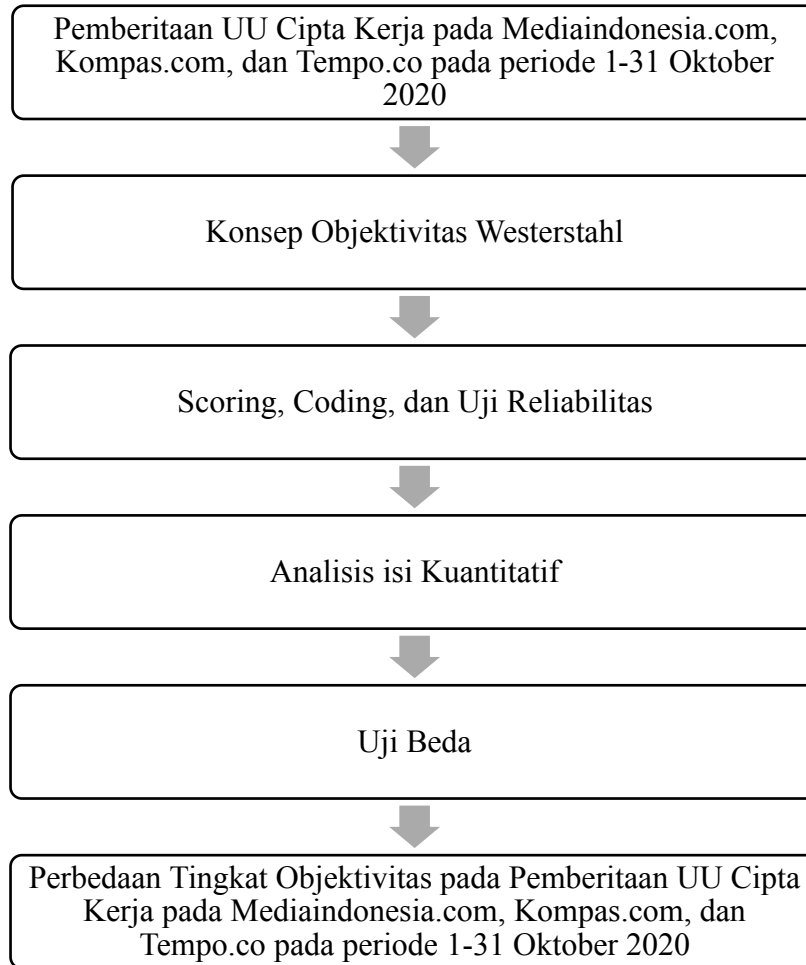 Pemberitaan UU Cipta Kerja pada Mediaindonesia.com,
Kompas.com, dan Tempo.co pada periode 1-31 Oktober
2020
Konsep Objektivitas Westerstahl
Scoring, Coding, dan Uji Reliabilitas
Analisis isi Kuantitatif
Uji Beda
Perbedaan Tingkat Objektivitas pada Pemberitaan UU Cipta
Kerja pada Mediaindonesia.com, Kompas.com, dan
Tempo.co pada periode 1-31 Oktober 2020